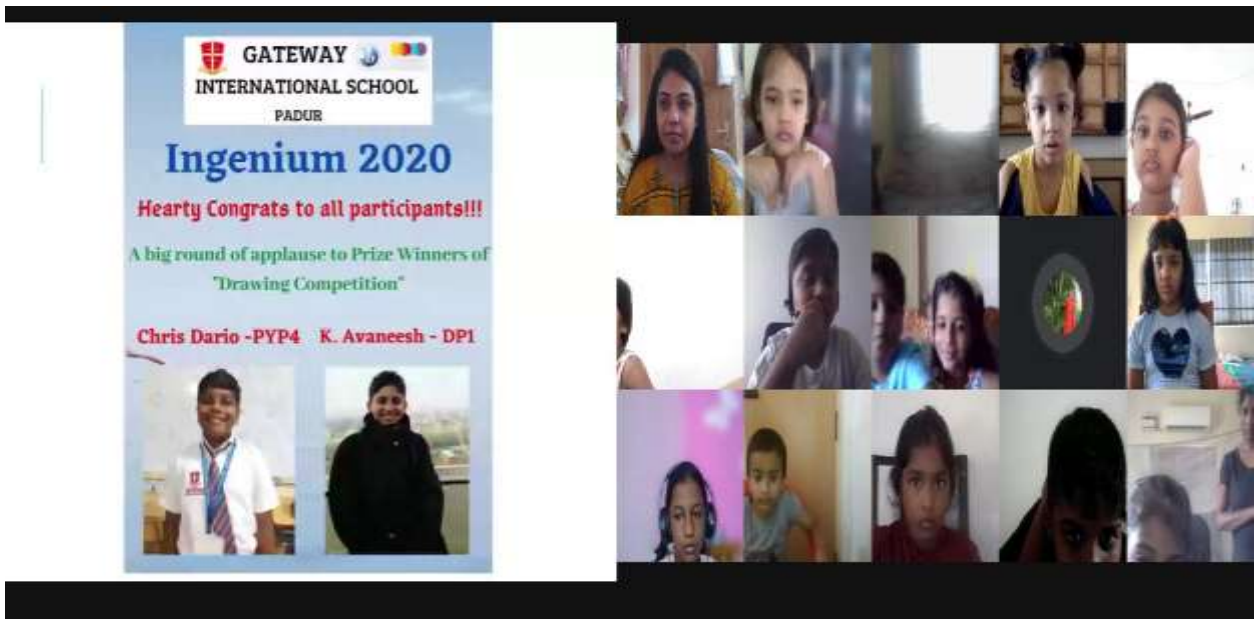 GATEWAY
INTERNATIONAL SCHOOL
PADUR
Ingenium 2020
Hearty Congrats to all participants!!!
A big round of applause to Prize Winners of
"Drawing Competition"
Chris Dario -PYP4 K. Avaneesh - DP1